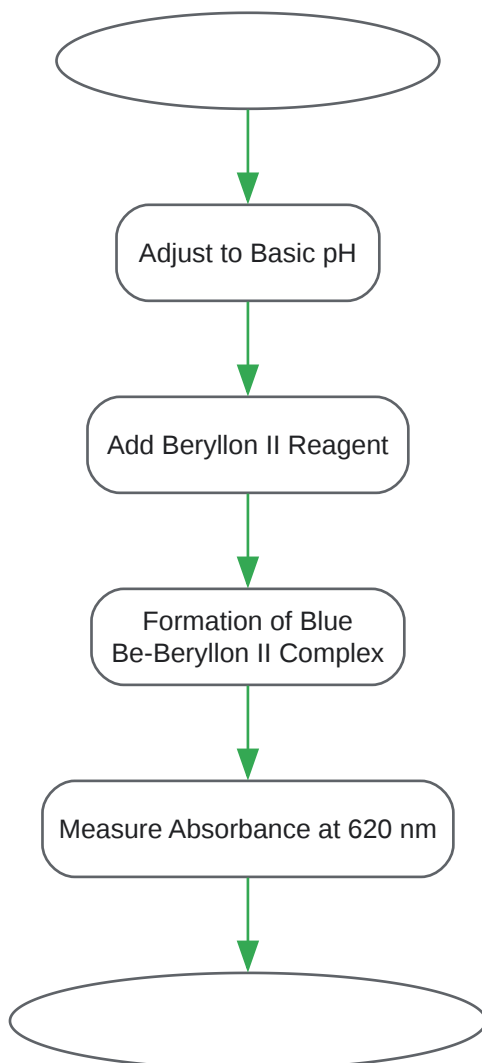 Adjust to Basic pH
Add Beryllon II Reagent
Formation of Blue
Be-Beryllon II Complex
Measure Absorbance at 620 nm